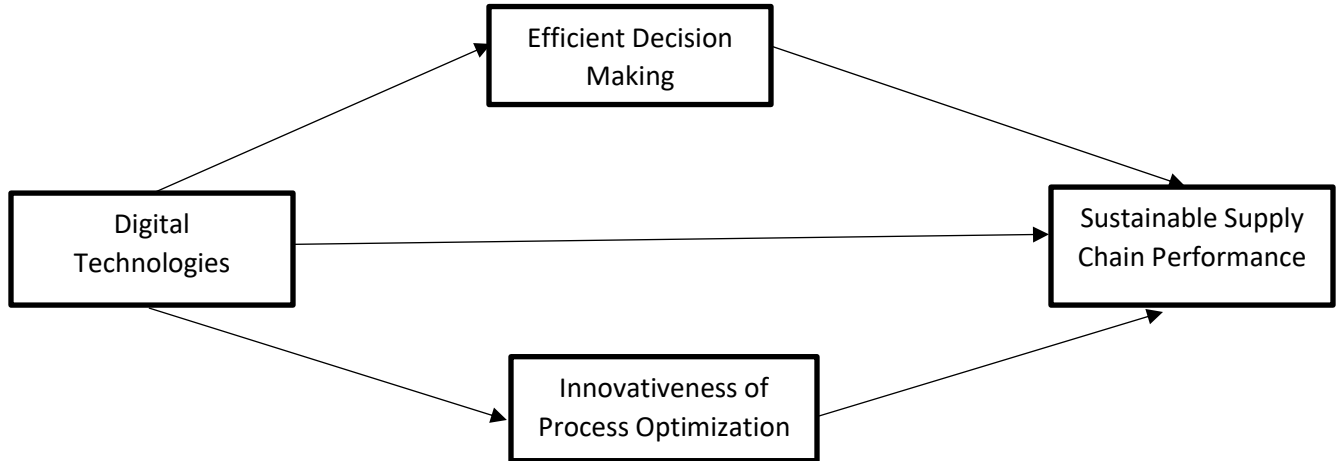 Efficient Decision
Making
Digital
Technologies
Sustainable Supply
Chain Performance
Innovativeness of
Process Optimization